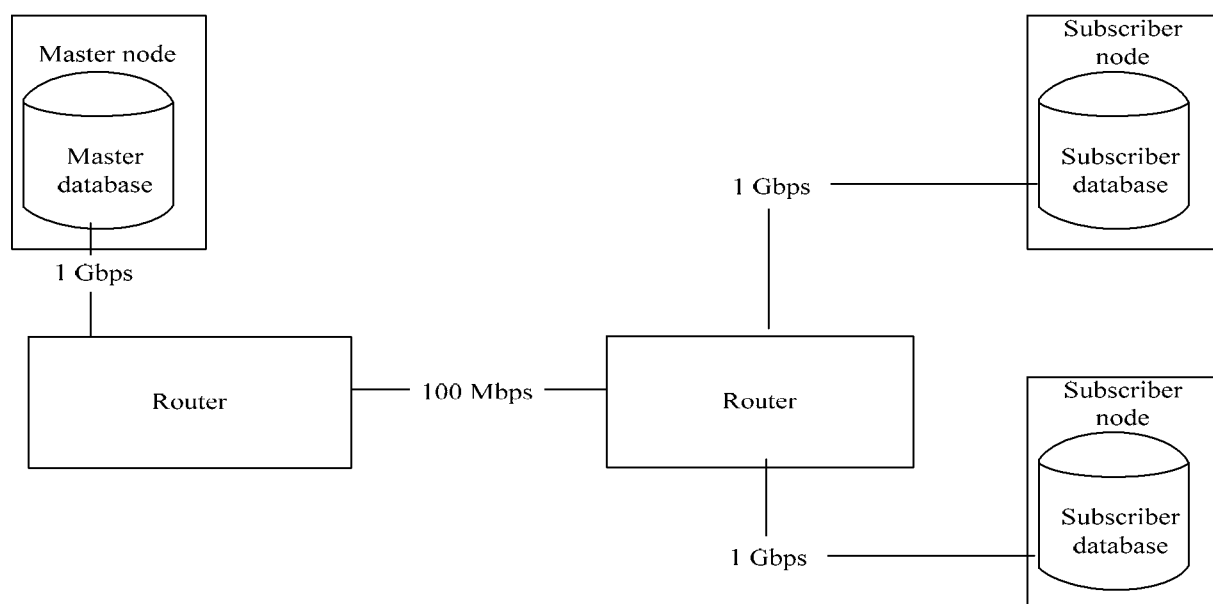 Master node
Master
database
1 Gbps
Router
100 Mbps
Router
1 Gbps
Subscriber
node
Subscriber
database
1 Gbps
Subscriber
node
Subscriber
database